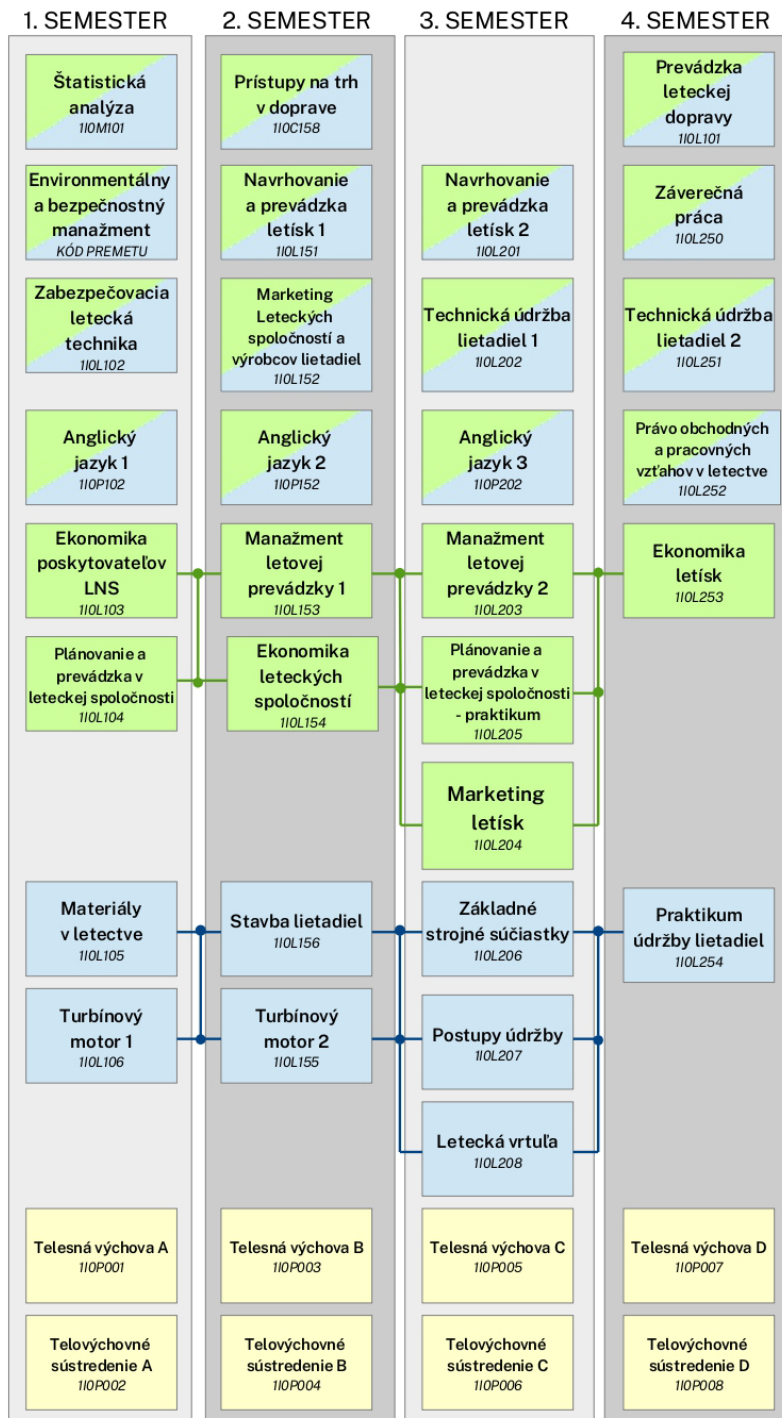 1. SEMESTER
Štatistická
analýza
1I0M101
Environmentálny
a bezpečnostný
manažment
KÓD PREMETU
Zabezpečovacia
letecká
technika
1I0L102
Anglický
jazyk 1
1I0P102
Ekonomika
poskytovateľov
LNS
1I0L103
Plánovanie a
prevádzka v
leteckej spoločnosti
1I0L104
Materiály
v letectve
1I0L105
Turbínový
motor 1
1I0L106
Telesná výchova A
1I0P001
Telovýchovné
sústredenie A
1I0P002
2. SEMESTER
Prístupy na trh
v doprave
1I0C158
Navrhovanie
a prevádzka
letísk 1
1I0L151
Marketing
Leteckých
spoločností a
výrobcov lietadiel
1I0L152
Anglický
jazyk 2
1I0P152
Manažment
letovej
prevádzky 1
1I0L153
Ekonomika
leteckých
spoločností
1I0L154
Stavba lietadiel
1I0L156
Turbínový
motor 2
1I0L155
Telesná výchova B
1I0P003
Telovýchovné
sústredenie B
1I0P004
3. SEMESTER
Navrhovanie
a prevádzka
letísk 2
1I0L201
Technická údržba
lietadiel 1
1I0L202
Anglický
jazyk 3
1I0P202
Manažment
letovej
prevádzky 2
1I0L203
Plánovanie a
prevádzka v
leteckej spoločnosti
- praktikum
1I0L205
Marketing
letísk
1I0L204
Základné
strojné súčiastky
1I0L206
Postupy údržby
1I0L207
Letecká vrtuľa
1I0L208
Telesná výchova C
1I0P005
Telovýchovné
sústredenie C
1I0P006
4. SEMESTER
Prevádzka
leteckej
dopravy
1I0L101
Záverečná
práca
1I0L250
Technická údržba
lietadiel 2
1I0L251
Právo obchodných
a pracovných
vzťahov v letectve
1I0L252
Ekonomika
letísk
1I0L253
Praktikum
údržby lietadiel
1I0L254
Telesná výchova D
1I0P007
Telovýchovné
sústredenie D
1I0P008